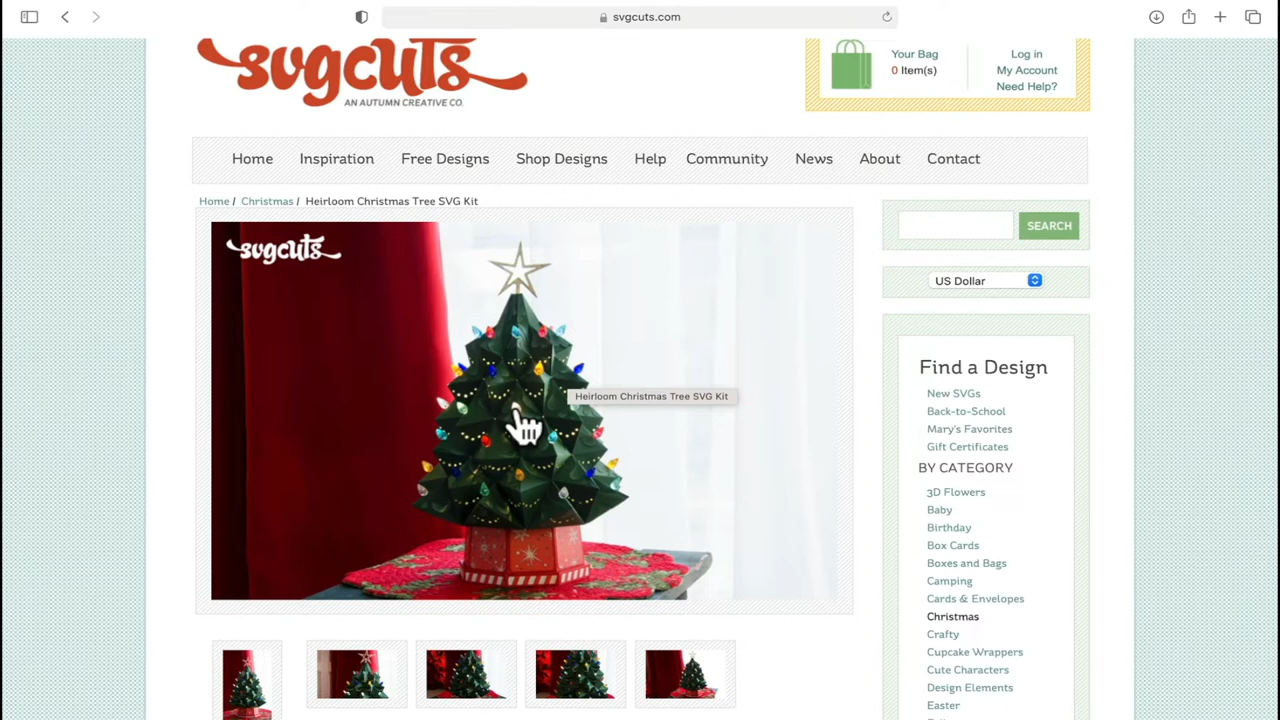 svgcuts.com
svgcuts
AN AUTUMN CREATIVE CO.
Your Bag
0 Item(s)
Log in
My Account
Need Help?
Home Inspiration Free Designs Shop Designs Help Community News About Contact
Home / Christmas / Heirloom Christmas Tree SVG Kit
svgcuts
Heirloom Christmas Tree SVG Kit
SEARCH
US Dollar
Find a Design
New SVGs
Back-to-School
Mary's Favorites
Gift Certificates
BY CATEGORY
3D Flowers
Baby
Birthday
Box Cards
Boxes and Bags
Camping
Cards & Envelopes
Christmas
Crafty
Cupcake Wrappers
Cute Characters
Design Elements
Easter